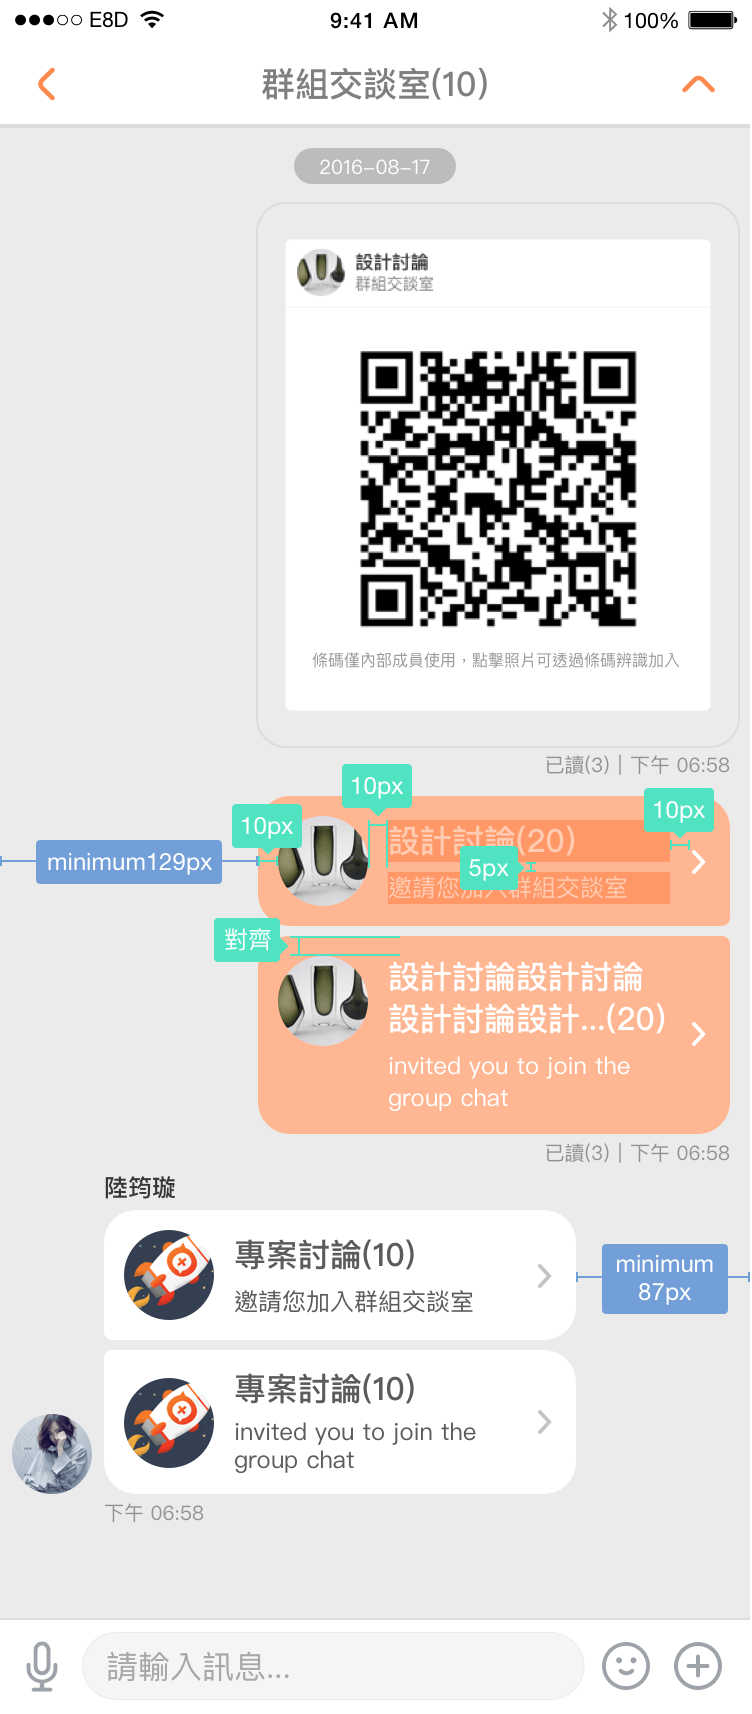 ●●●○○ E8D 9:41 AM 100%
群組交談室(10)
2016-08-17
設計討論
群組交談室
條碼僅內部成員使用，點擊照片可透過條碼辨識加入
已讀(3) | 下午 06:58
10px
10px
10px
minimum129px
設計討論(20)
5px
邀請您加入群組交談室
對齊
設計討論設計討論
設計討論設計...(20)
invited you to join the
group chat
已讀(3) | 下午 06:58
陸筠璇
專案討論(10)
邀請您加入群組交談室
minimum
87px
專案討論(10)
invited you to join the
group chat
下午 06:58
請輸入訊息...